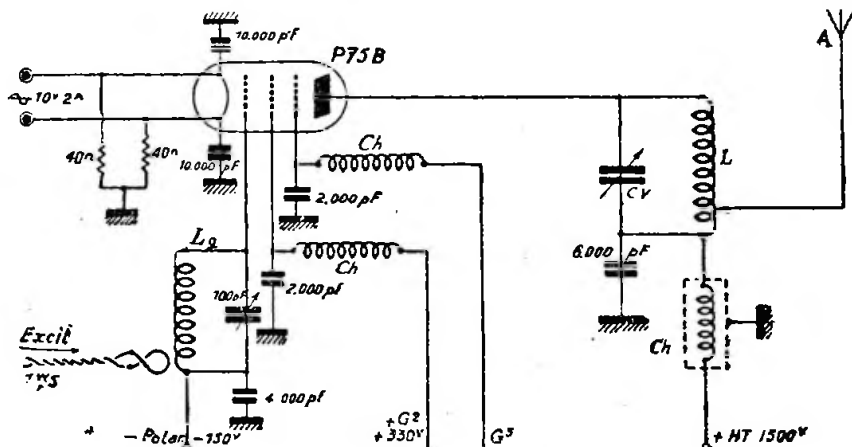 10.000 pF
P75B
A
10v 2A
40Ω
40Ω
10.000 pF
Ch
2.000 pF
L
CV
Lg
Ch
6.000 pF
100pF
2.000 pF
Excit
Ch
4.000 pF
+
- Polar. -150V
+G2
+330V
G3
+ HT 1500V